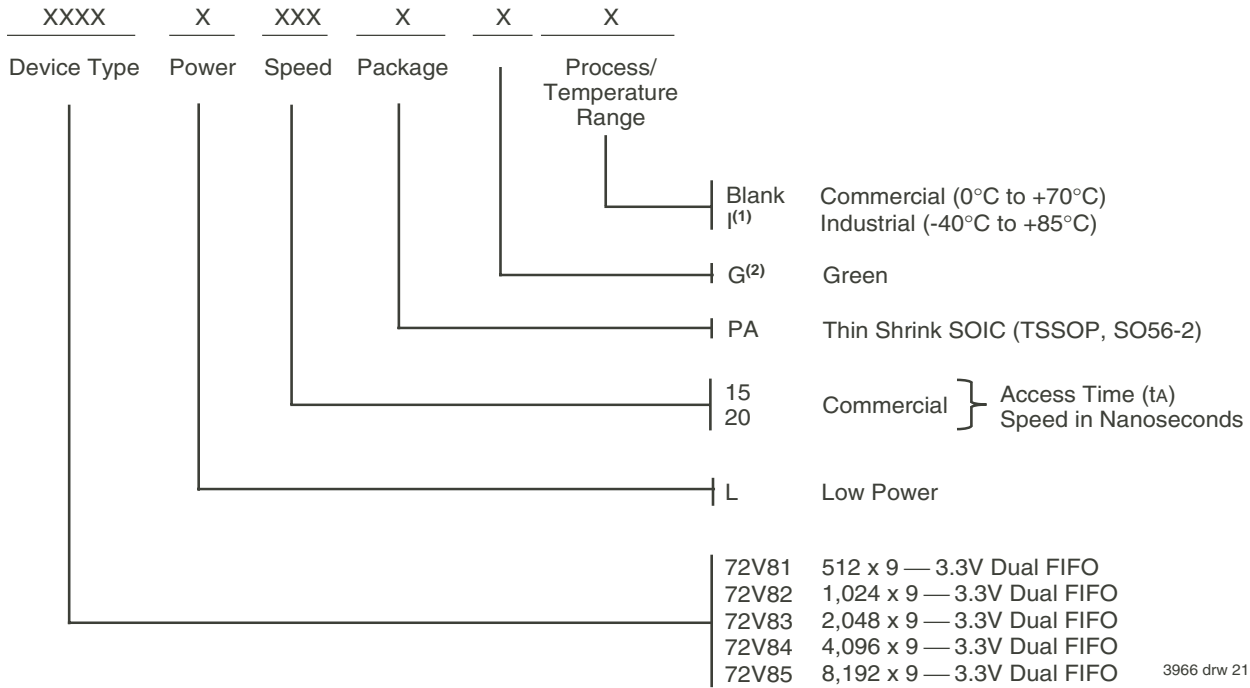 XXXX X XXX X X X
Device Type Power Speed Package Process/
Temperature
Range
Blank Commercial (0°C to +70°C)
I(1) Industrial (-40°C to +85°C)
G(2) Green
PA Thin Shrink SOIC (TSSOP, SO56-2)
15
20
Commercial
Access Time (tA)
Speed in Nanoseconds
L Low Power
72V81 512 x 9 — 3.3V Dual FIFO
72V82 1,024 x 9 — 3.3V Dual FIFO
72V83 2,048 x 9 — 3.3V Dual FIFO
72V84 4,096 x 9 — 3.3V Dual FIFO
72V85 8,192 x 9 — 3.3V Dual FIFO
3966 drw 21